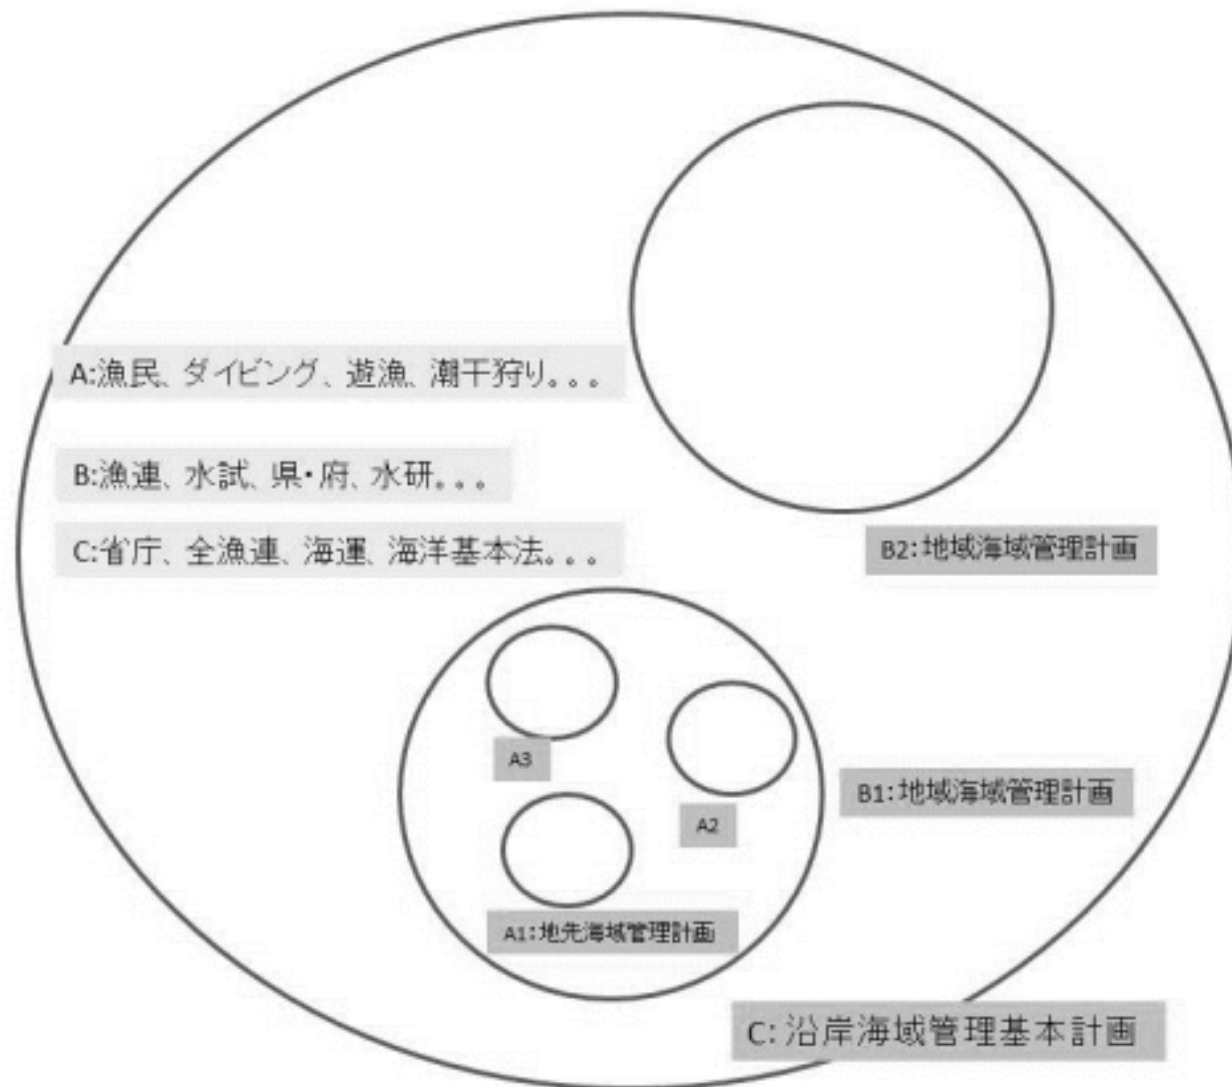 A:漁民、ダイビング、遊漁、潮干狩り。。。
B:漁連、水試、県・府、水研。。。
C:省庁、全漁連、海運、海洋基本法。。。
B2:地域海域管理計画
A3
A2
B1:地域海域管理計画
A1:地先海域管理計画
C:沿岸海域管理基本計画